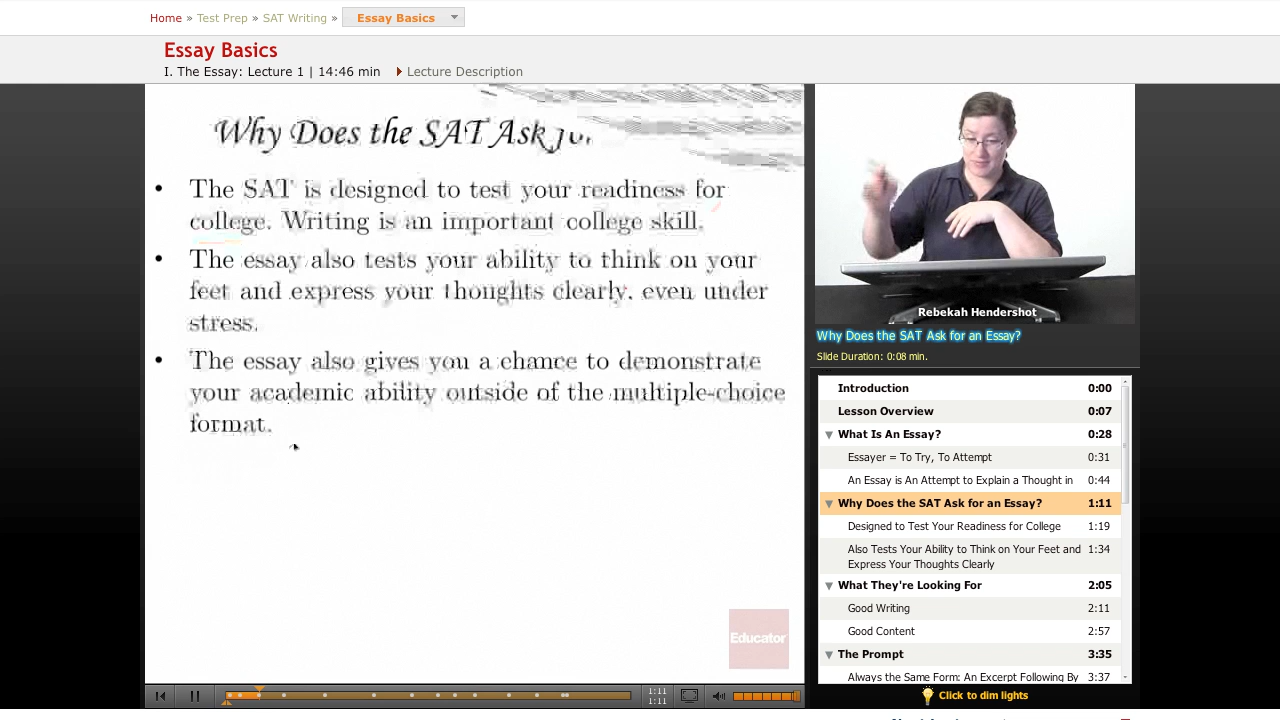 Home » Test Prep » SAT Writing » Essay Basics
Essay Basics
I. The Essay: Lecture 1 | 14:46 min Lecture Description
Why Does the SAT Ask for
• The SAT is designed to test your readiness for
college. Writing is an important college skill.
• The essay also tests your ability to think on your
feet and express your thoughts clearly, even under
stress.
• The essay also gives you a chance to demonstrate
your academic ability outside of the multiple-choice
format.
Educator
1:11
1:11
Rebekah Hendershot
Why Does the SAT Ask for an Essay?
Slide Duration: 0:08 min.
Introduction 0:00
Lesson Overview 0:07
What Is An Essay? 0:28
Essayer = To Try, To Attempt 0:31
An Essay is An Attempt to Explain a Thought in 0:44
Why Does the SAT Ask for an Essay? 1:11
Designed to Test Your Readiness for College 1:19
Also Tests Your Ability to Think on Your Feet and 1:34
Express Your Thoughts Clearly
What They're Looking For 2:05
Good Writing 2:11
Good Content 2:57
The Prompt 3:35
Always the Same Form: An Excerpt Following By 3:37
Click to dim lights